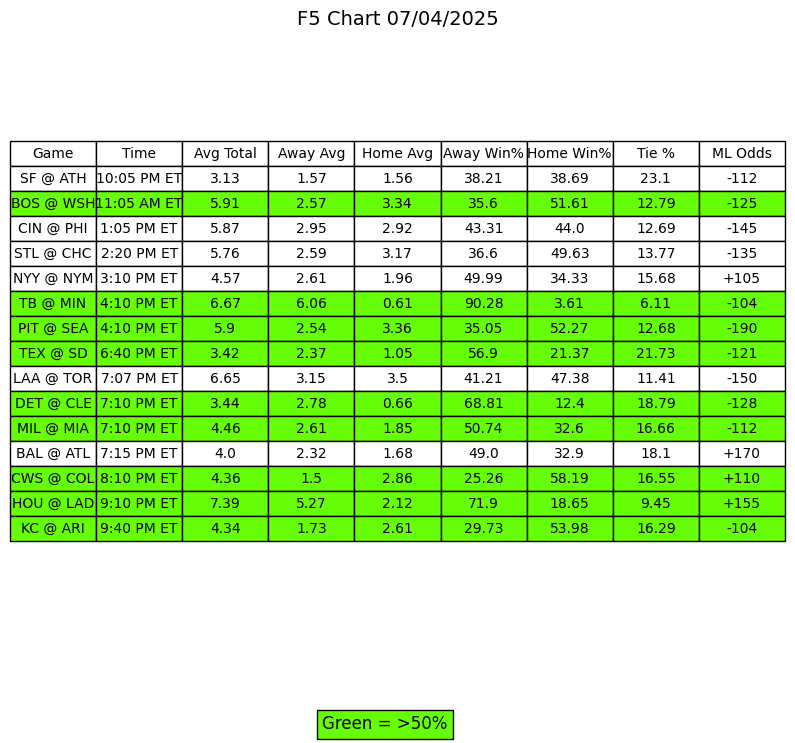 F5 Chart 07/04/2025
Game Time Avg Total Away Avg Home Avg Away Win% Home Win% Tie % ML Odds
SF @ ATH 10:05 PM ET 3.13 1.57 1.56 38.21 38.69 23.1 -112
BOS @ WSH 11:05 AM ET 5.91 2.57 3.34 35.6 51.61 12.79 -125
CIN @ PHI 1:05 PM ET 5.87 2.95 2.92 43.31 44.0 12.69 -145
STL @ CHC 2:20 PM ET 5.76 2.59 3.17 36.6 49.63 13.77 -135
NYY @ NYM 3:10 PM ET 4.57 2.61 1.96 49.99 34.33 15.68 +105
TB @ MIN 4:10 PM ET 6.67 6.06 0.61 90.28 3.61 6.11 -104
PIT @ SEA 4:10 PM ET 5.9 2.54 3.36 35.05 52.27 12.68 -190
TEX @ SD 6:40 PM ET 3.42 2.37 1.05 56.9 21.37 21.73 -121
LAA @ TOR 7:07 PM ET 6.65 3.15 3.5 41.21 47.38 11.41 -150
DET @ CLE 7:10 PM ET 3.44 2.78 0.66 68.81 12.4 18.79 -128
MIL @ MIA 7:10 PM ET 4.46 2.61 1.85 50.74 32.6 16.66 -112
BAL @ ATL 7:15 PM ET 4.0 2.32 1.68 49.0 32.9 18.1 +170
CWS @ COL 8:10 PM ET 4.36 1.5 2.86 25.26 58.19 16.55 +110
HOU @ LAD 9:10 PM ET 7.39 5.27 2.12 71.9 18.65 9.45 +155
KC @ ARI 9:40 PM ET 4.34 1.73 2.61 29.73 53.98 16.29 -104
Green = >50%